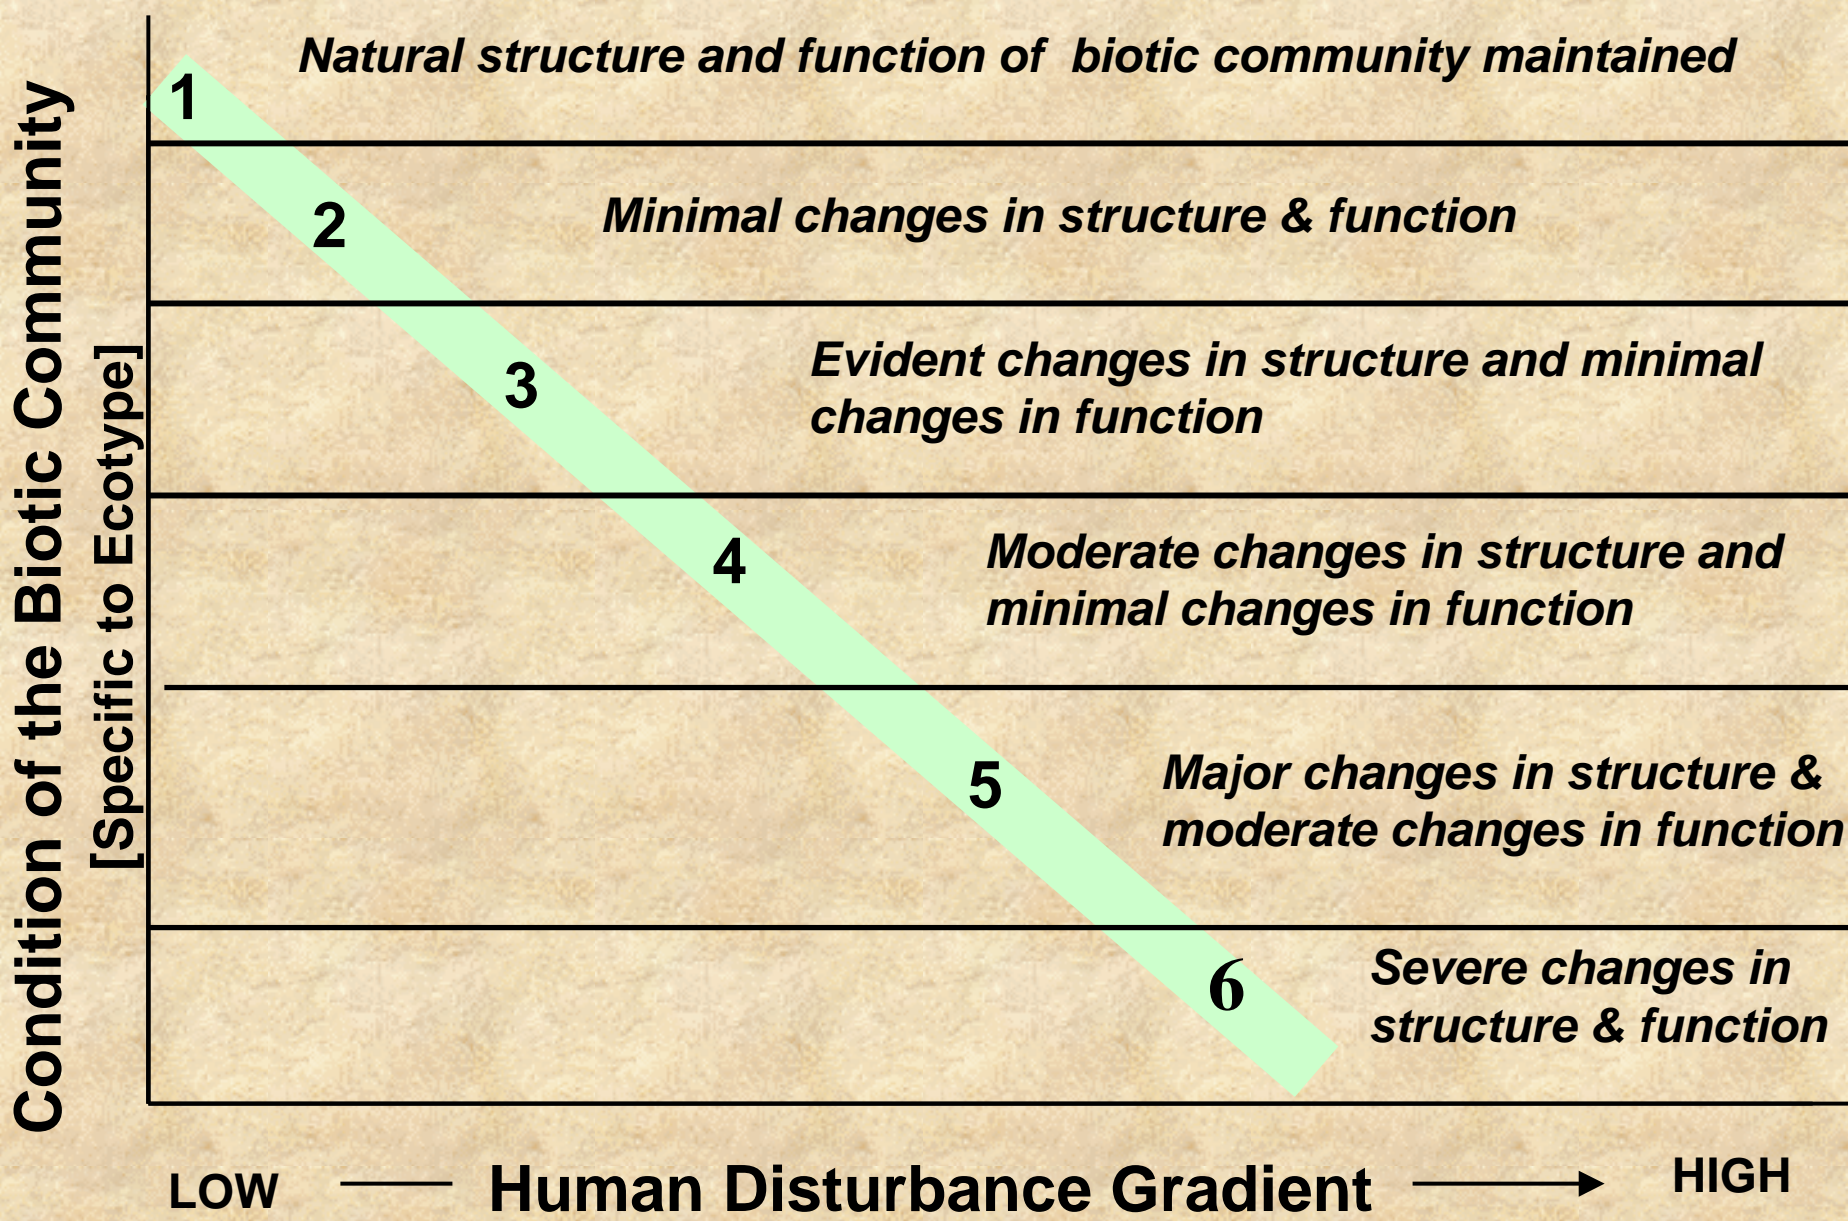 Condition of the Biotic Community
[Specific to Ecotype]
Natural structure and function of biotic community maintained
1
2
Minimal changes in structure & function
3
Evident changes in structure and minimal
changes in function
4
Moderate changes in structure and
minimal changes in function
5
Major changes in structure &
moderate changes in function
6
Severe changes in
structure & function
LOW Human Disturbance Gradient HIGH